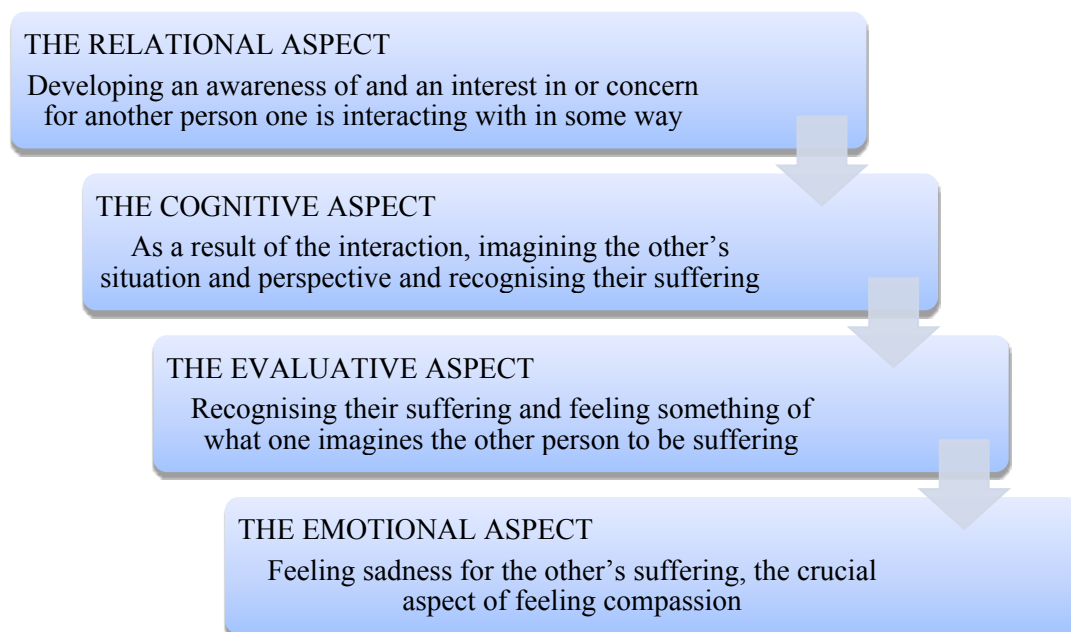 THE RELATIONAL ASPECT
Developing an awareness of and an interest in or concern
for another person one is interacting with in some way
THE COGNITIVE ASPECT
As a result of the interaction, imagining the other’s
situation and perspective and recognising their suffering
THE EVALUATIVE ASPECT
Recognising their suffering and feeling something of
what one imagines the other person to be suffering
THE EMOTIONAL ASPECT
Feeling sadness for the other’s suffering, the crucial
aspect of feeling compassion